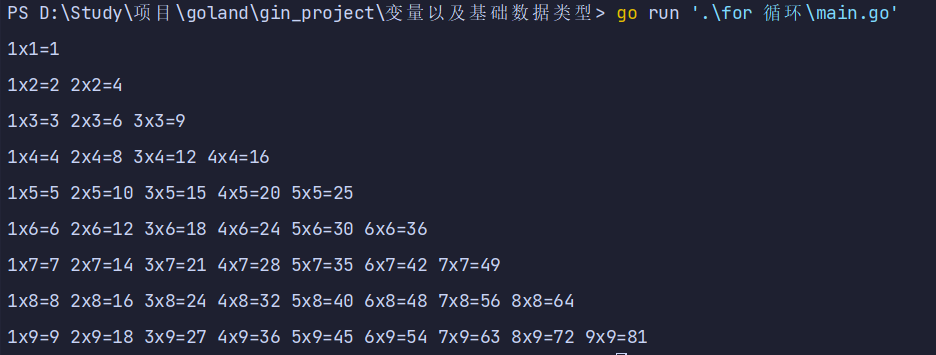 PS D:\Study\项目\goland\gin_project\变量以及基础数据类型> go run '.\for 循环\main.go'
1x1=1
1x2=2 2x2=4
1x3=3 2x3=6 3x3=9
1x4=4 2x4=8 3x4=12 4x4=16
1x5=5 2x5=10 3x5=15 4x5=20 5x5=25
1x6=6 2x6=12 3x6=18 4x6=24 5x6=30 6x6=36
1x7=7 2x7=14 3x7=21 4x7=28 5x7=35 6x7=42 7x7=49
1x8=8 2x8=16 3x8=24 4x8=32 5x8=40 6x8=48 7x8=56 8x8=64
1x9=9 2x9=18 3x9=27 4x9=36 5x9=45 6x9=54 7x9=63 8x9=72 9x9=81